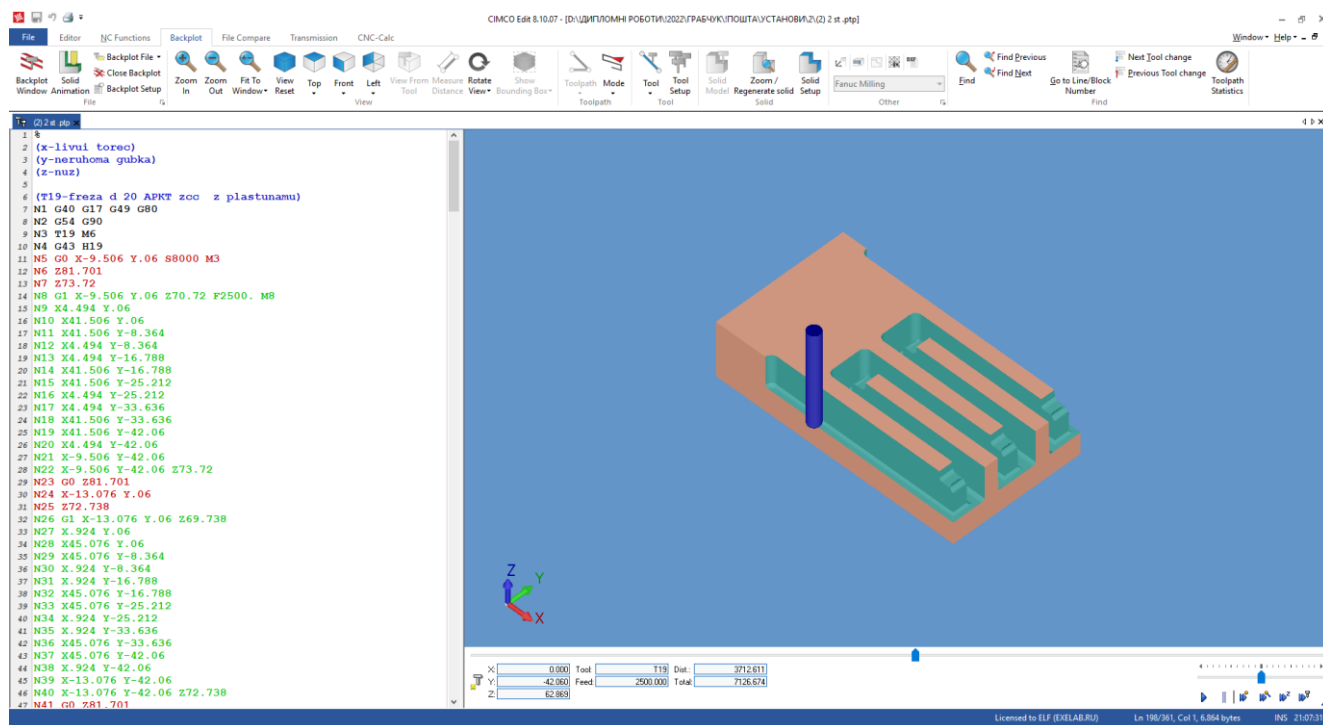 CIMCO Edit 8.10.07 - [D:\ДИПЛОМНІ РОБОТИ\2022\ГРАБЧУК\ПОШТА\УСТАНОВИ\2\(2) 2 st .ptp]
File Editor NC Functions Backplot File Compare Transmission CNC-Calc Window Help
Backplot Window
Solid Animation
Backplot File
Close Backplot
Backplot Setup
File
Zoom In
Zoom Out
Fit To Window
View Reset
Top
Front
Left
View From Tool
Measure Distance
Rotate View
Show Bounding Box
View
Toolpath
Mode
Toolpath
Tool
Tool Setup
Tool
Solid Model
Zoom / Regenerate solid
Solid Setup
Solid
Fanuc Milling
Other
Find
Find Previous
Find Next
Go to Line/Block Number
Next Tool change
Previous Tool change
Find
Toolpath Statistics
(2) 2 st .ptp
1 %
2 (x-livui torec)
3 (y-neruhoma gubka)
4 (z-nuz)
5
6 (T19-freza d 20 APKT zcc  z plastunamu)
7 N1 G40 G17 G49 G80
8 N2 G54 G90
9 N3 T19 M6
10 N4 G43 H19
11 N5 G0 X-9.506 Y.06 S8000 M3
12 N6 Z81.701
13 N7 Z73.72
14 N8 G1 X-9.506 Y.06 Z70.72 F2500. M8
15 N9 X4.494 Y.06
16 N10 X41.506 Y.06
17 N11 X41.506 Y-8.364
18 N12 X4.494 Y-8.364
19 N13 X4.494 Y-16.788
20 N14 X41.506 Y-16.788
21 N15 X41.506 Y-25.212
22 N16 X4.494 Y-25.212
23 N17 X4.494 Y-33.636
24 N18 X41.506 Y-33.636
25 N19 X41.506 Y-42.06
26 N20 X4.494 Y-42.06
27 N21 X-9.506 Y-42.06
28 N22 X-9.506 Y-42.06 Z73.72
29 N23 G0 Z81.701
30 N24 X-13.076 Y.06
31 N25 Z72.738
32 N26 G1 X-13.076 Y.06 Z69.738
33 N27 X.924 Y.06
34 N28 X45.076 Y.06
35 N29 X45.076 Y-8.364
36 N30 X.924 Y-8.364
37 N31 X.924 Y-16.788
38 N32 X45.076 Y-16.788
39 N33 X45.076 Y-25.212
40 N34 X.924 Y-25.212
41 N35 X.924 Y-33.636
42 N36 X45.076 Y-33.636
43 N37 X45.076 Y-42.06
44 N38 X.924 Y-42.06
45 N39 X-13.076 Y-42.06
46 N40 X-13.076 Y-42.06 Z72.738
47 N41 G0 Z81.701
Z
Y
X
X: 0.000 Tool: T19 Dist.: 3712.611
Y: -42.060 Feed: 2500.000 Total: 7126.674
Z: 62.869
Licensed to ELF (EXELAB.RU) Ln 198/361, Col 1, 6.864 bytes INS 21:07:31